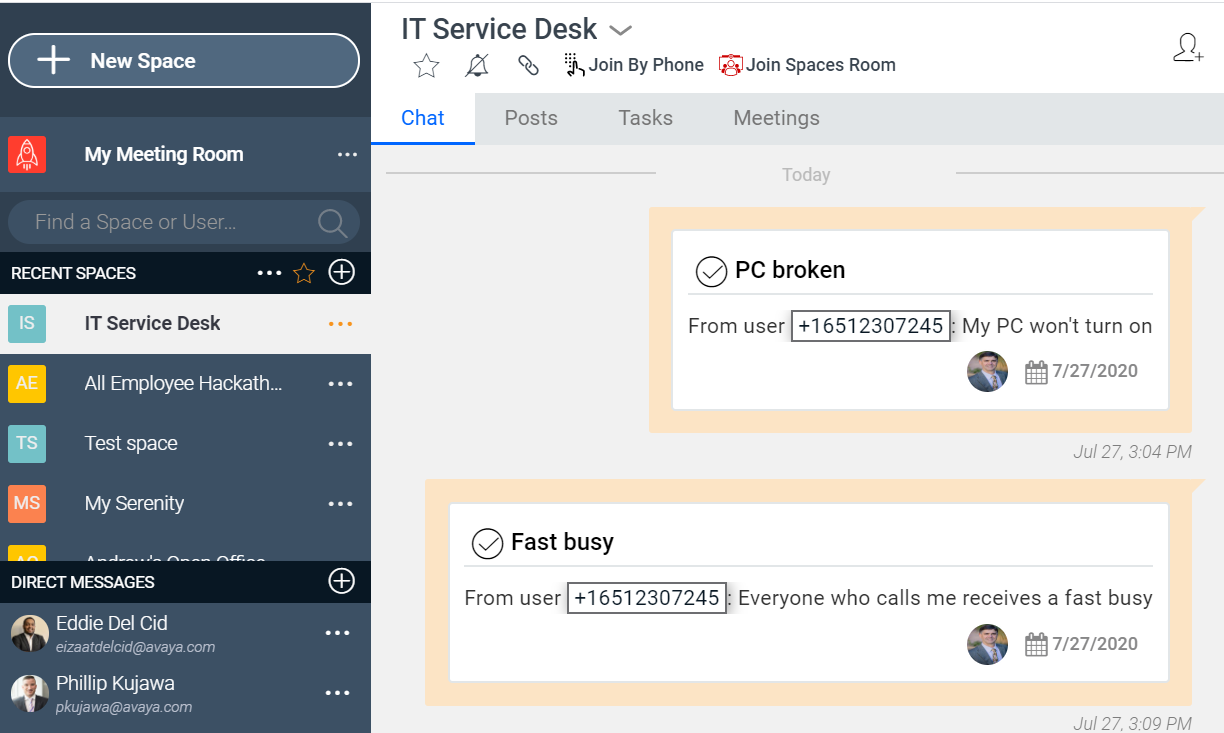 New Space
My Meeting Room
Find a Space or User...
RECENT SPACES
IS IT Service Desk
AE All Employee Hackath...
TS Test space
MS My Serenity
Andrew's Open Office
DIRECT MESSAGES
Eddie Del Cid
eizaatdelcid@avaya.com
Phillip Kujawa
pkujawa@avaya.com
IT Service Desk
Join By Phone Join Spaces Room
Chat Posts Tasks Meetings
Today
PC broken
From user +16512307245: My PC won't turn on
7/27/2020
Jul 27, 3:04 PM
Fast busy
From user +16512307245: Everyone who calls me receives a fast busy
7/27/2020
Jul 27, 3:09 PM